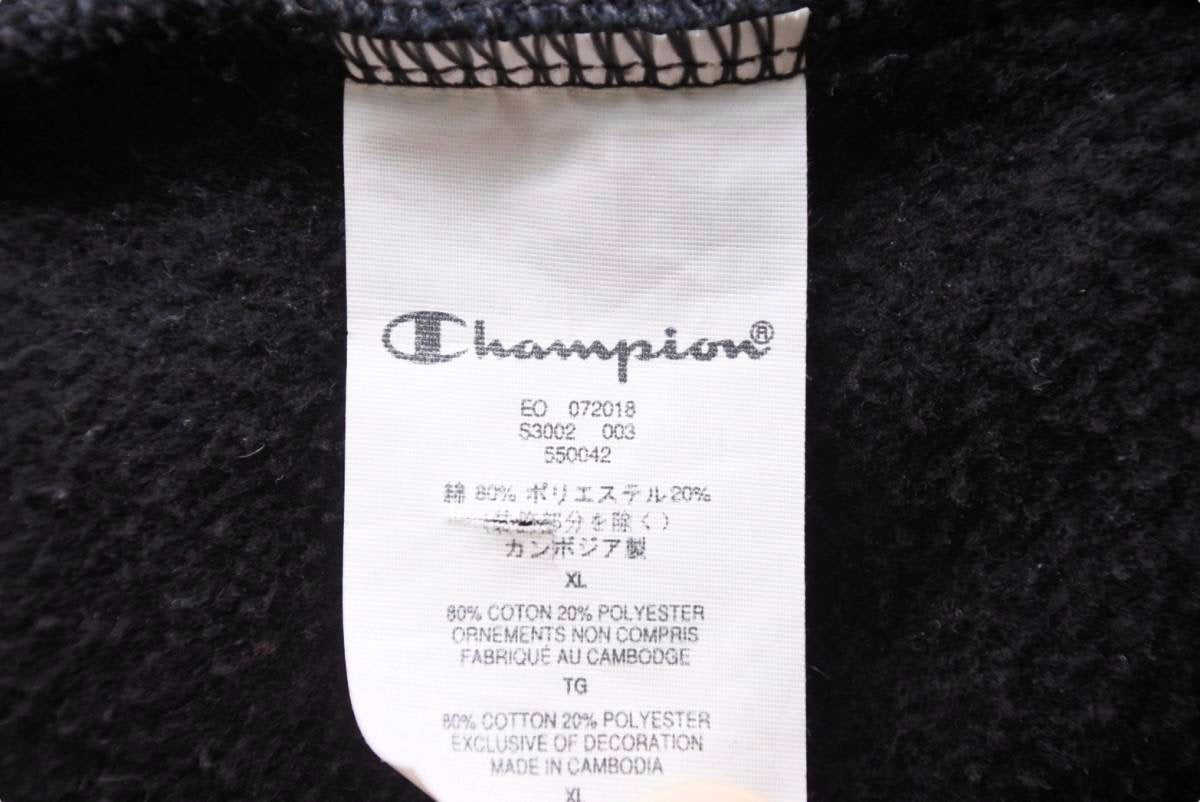 Champion®
EO 072018
S3002 003
550042
綿 80% ポリエステル20%
(装飾部分を除く)
カンボジア製
XL
80% COTON 20% POLYESTER
ORNEMENTS NON COMPRIS
FABRIQUÉ AU CAMBODGE
TG
80% COTTON 20% POLYESTER
EXCLUSIVE OF DECORATION
MADE IN CAMBODIA
XL